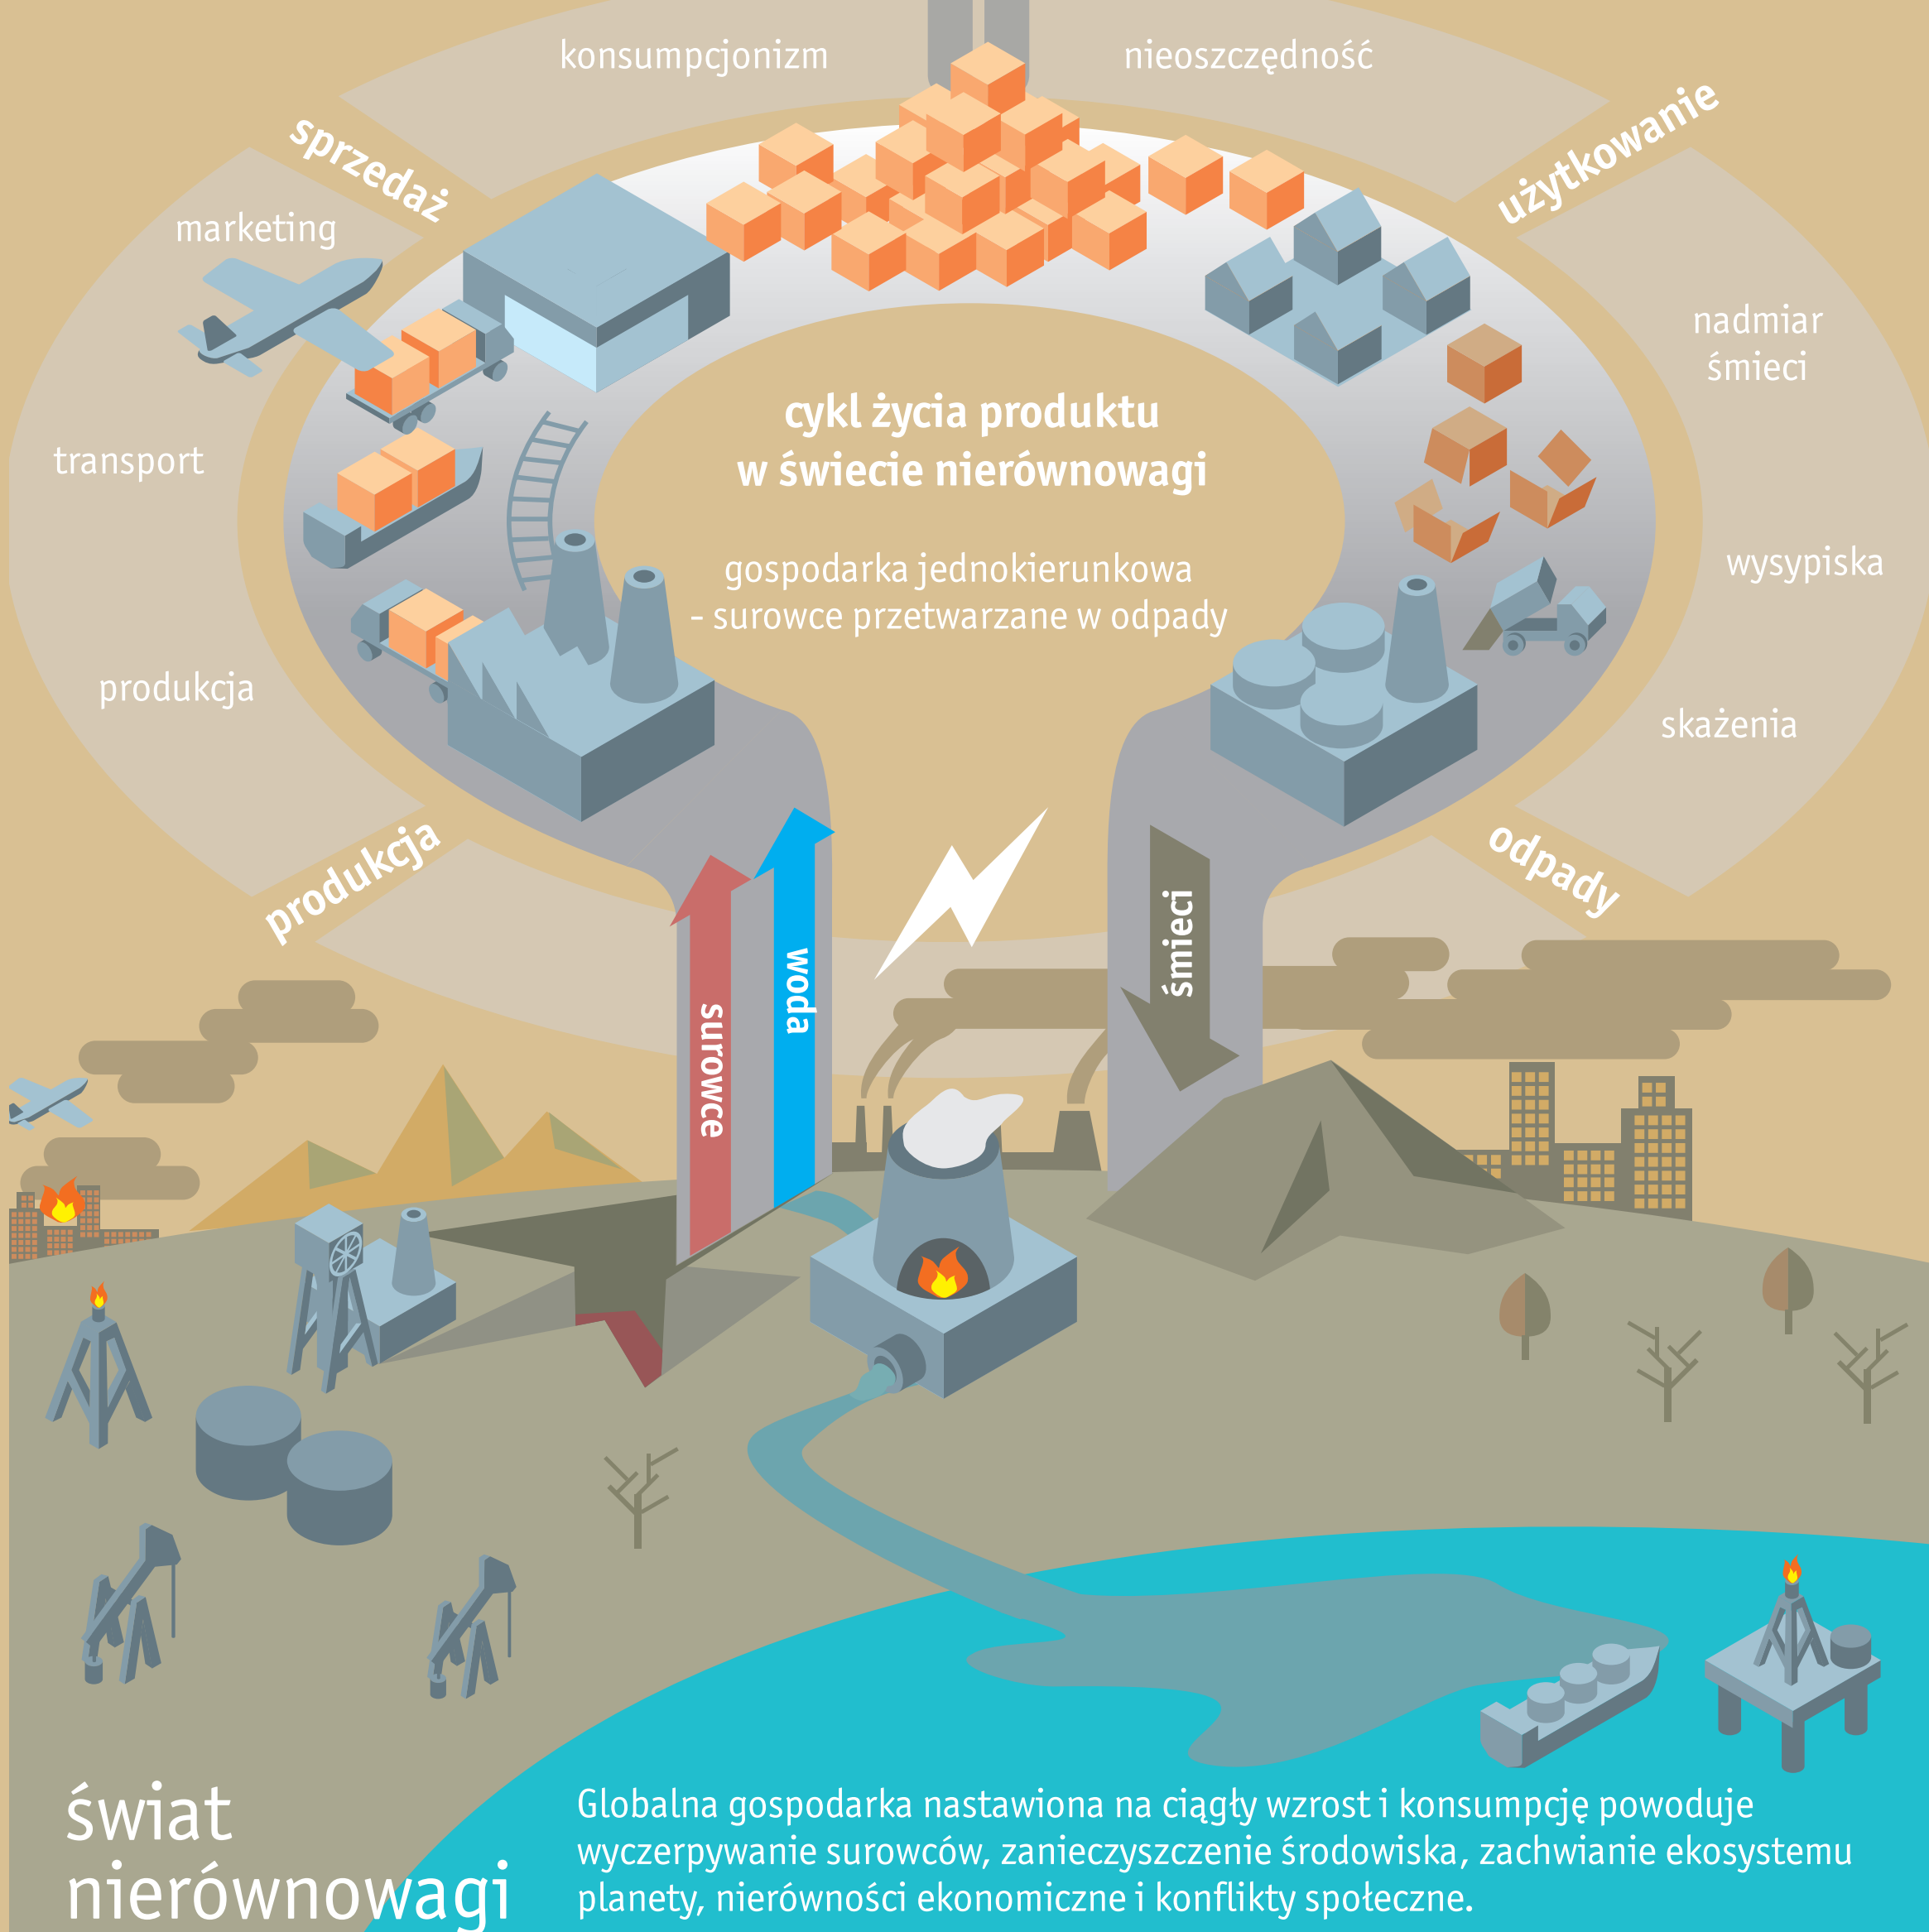 konsumpcjonizm
nieoszczędność
sprzedaż
użytkowanie
marketing
nadmiar
śmieci
cykl życia produktu
w świecie nierównowagi
transport
wysypiska
gospodarka jednokierunkowa
- surowce przetwarzane w odpady
produkcja
skażenia
produkcja
odpady
surowce
woda
śmieci
świat
nierównowagi
Globalna gospodarka nastawiona na ciągły wzrost i konsumpcję powoduje
wyczerpywanie surowców, zanieczyszczenie środowiska, zachwianie ekosystemu
planety, nierówności ekonomiczne i konflikty społeczne.